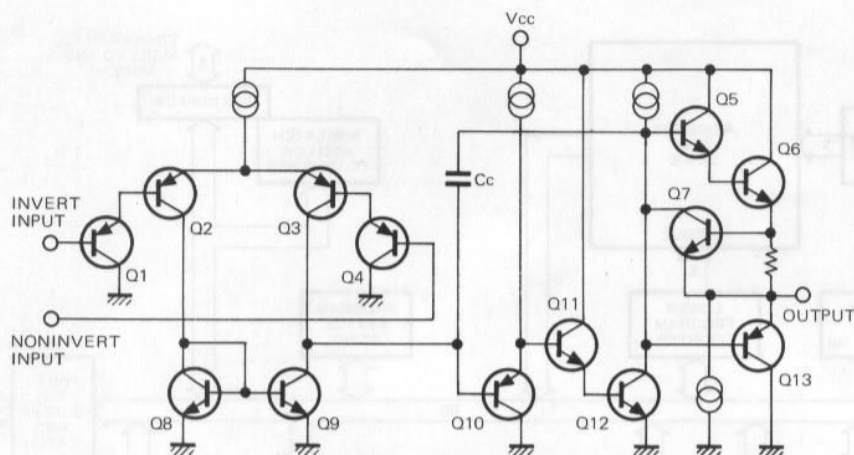 Vcc
Q5
Q6
Cc
Q7
INVERT
INPUT
Q2
Q3
Q1
Q4
Q11
OUTPUT
NONINVERT
INPUT
Q13
Q8
Q9
Q10
Q12